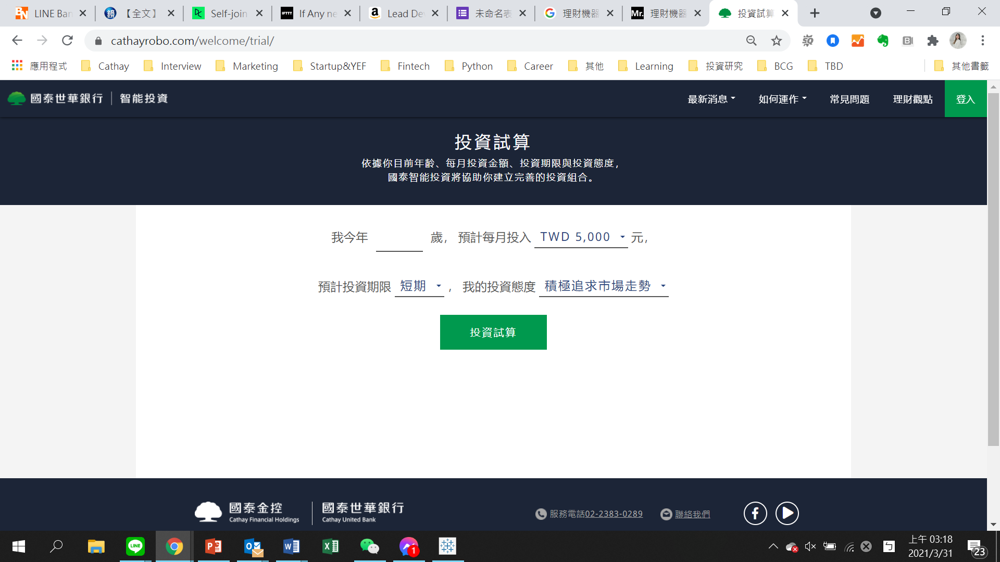 LINE Ban
【全文】
Self-join
If Any ne
Lead De
未命名表
理財機器
理財機器
投資試算
cathayrobo.com/welcome/trial/
應用程式
Cathay
Interview
Marketing
Startup&YEF
Fintech
Python
Career
其他
Learning
投資研究
BCG
TBD
其他書籤
國泰世華銀行 | 智能投資
最新消息
如何運作
常見問題
理財觀點
登入
投資試算
依據你目前年齡、每月投資金額、投資期限與投資態度，
國泰智能投資將協助你建立完善的投資組合。
我今年 歲， 預計每月投入 TWD 5,000 元，
預計投資期限 短期 ， 我的投資態度 積極追求市場走勢
投資試算
國泰金控
Cathay Financial Holdings
國泰世華銀行
Cathay United Bank
服務電話02-2383-0289
聯絡我們
上午 03:18
2021/3/31
23